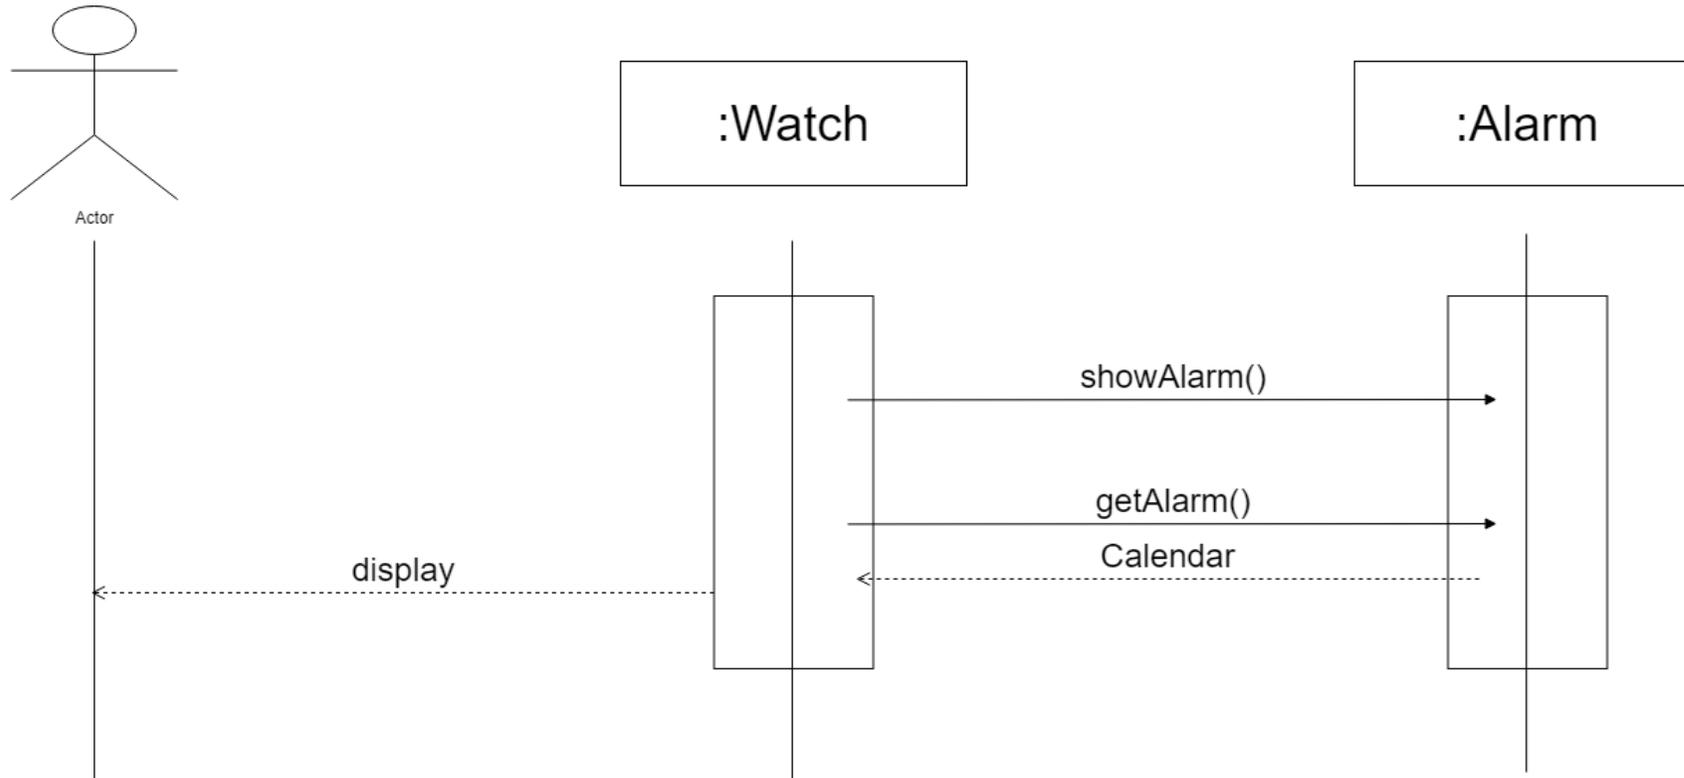 :Watch
:Alarm
Actor
showAlarm()
getAlarm()
Calendar
display